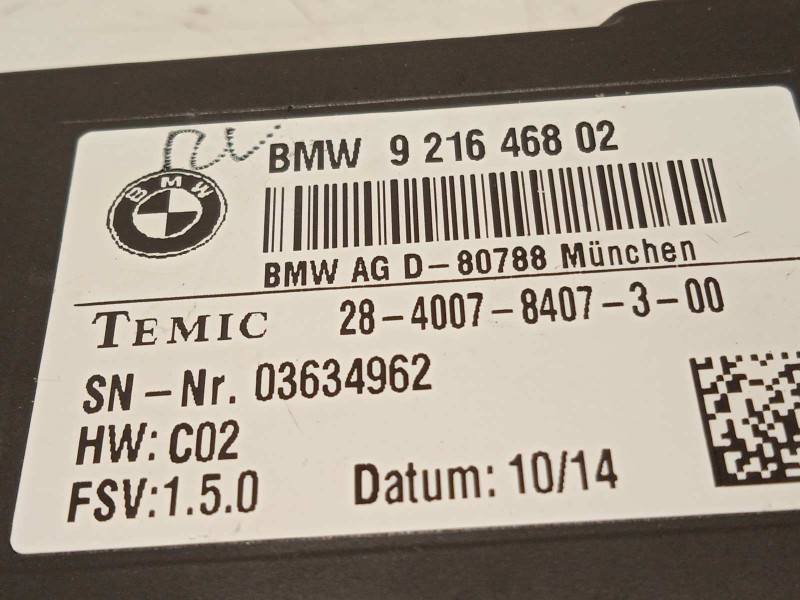 BMW 9 216 468 02
BMW
BMW AG D-80788 München
TEMIC 28-4007-8407-3-00
SN-Nr. 03634962
HW: C02
FSV:1.5.0 Datum: 10/14